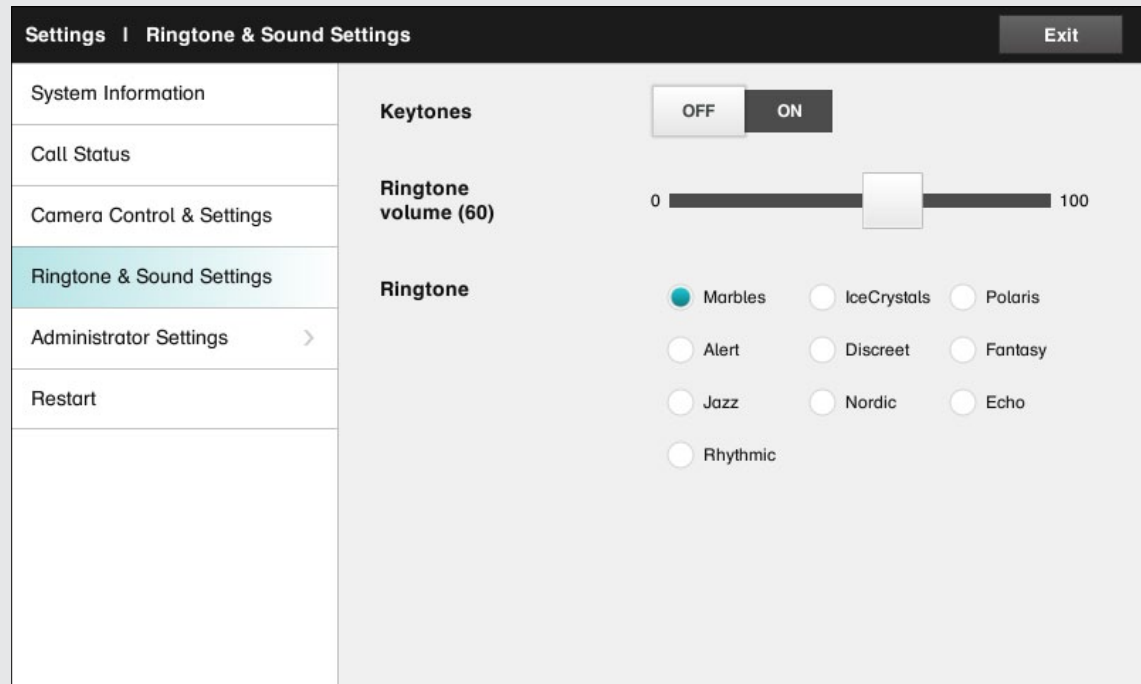 Settings | Ringtone & Sound Settings
Exit
System Information
Call Status
Camera Control & Settings
Ringtone & Sound Settings
Administrator Settings
Restart
Keytones
OFF ON
Ringtone
volume (60)
0 100
Ringtone
Marbles IceCrystals Polaris
Alert Discreet Fantasy
Jazz Nordic Echo
Rhythmic